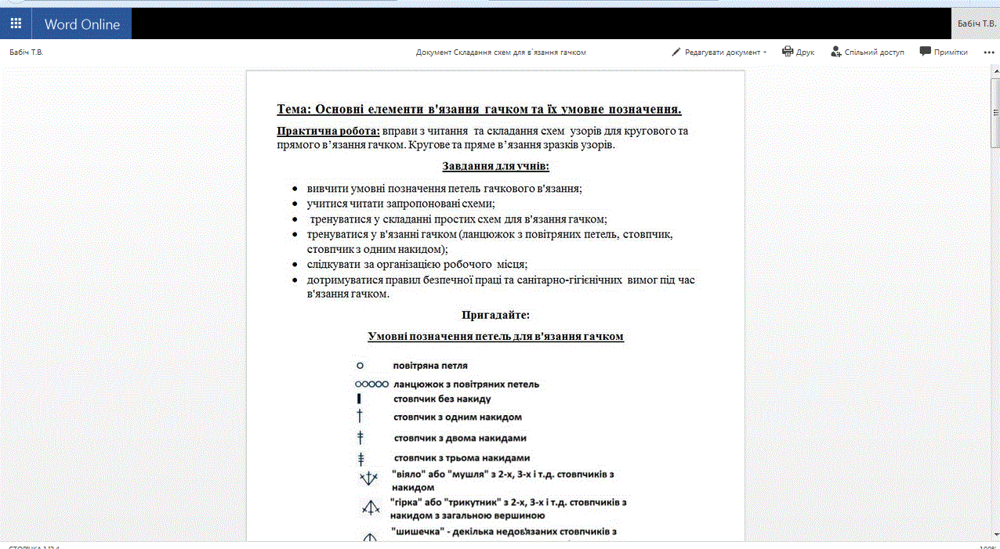 Word Online
Бабіч Т.В.
Бабіч Т.В.
Документ Складання схем для в`язання гачком
Редагувати документ
Друк
Спільний доступ
Примітки
Тема: Основні елементи в'язання гачком та їх умовне позначення.
Практична робота: вправи з читання та складання схем узорів для кругового та
прямого в’язання гачком. Кругове та пряме в’язання зразків узорів.
Завдання для учнів:
• вивчити умовні позначення петель гачкового в'язання;
• учитися читати запропоновані схеми;
• тренуватися у складанні простих схем для в'язання гачком;
• тренуватися у в'язанні гачком (ланцюжок з повітряних петель, стовпчик,
стовпчик з одним накидом);
• слідкувати за організацією робочого місця;
• дотримуватися правил безпечної праці та санітарно-гігієнічних вимог під час
в'язання гачком.
Пригадайте:
Умовні позначення петель для в'язання гачком
повітряна петля
ланцюжок з повітряних петель
стовпчик без накиду
стовпчик з одним накидом
стовпчик з двома накидами
стовпчик з трьома накидами
"віяло" або "мушля" з 2-х, 3-х і т.д. стовпчиків з
накидом
"гірка" або "трикутник" з 2-х, 3-х і т.д. стовпчиків з
накидом з загальною вершиною
"шишечка" - декілька недов'язаних стовпчиків з